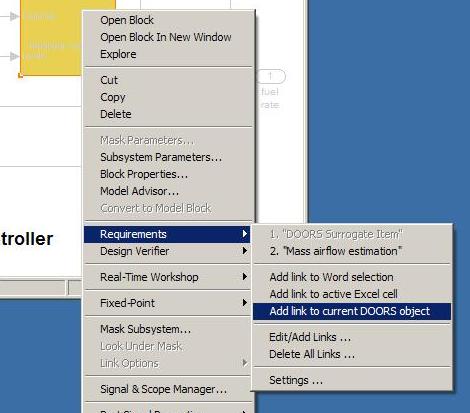 Open Block
Open Block In New Window
Explore
Cut
Copy
Delete
Mask Parameters...
Subsystem Parameters...
Block Properties...
Model Advisor...
Convert to Model Block
Requirements
Design Verifier
Real-Time Workshop
Fixed-Point
Mask Subsystem...
Look Under Mask
Link Options
Signal & Scope Manager...
1. "DOORS Surrogate Item"
2. "Mass airflow estimation"
Add link to Word selection
Add link to active Excel cell
Add link to current DOORS object
Edit/Add Links ...
Delete All Links ...
Settings ...
1
fuel
rate
troller